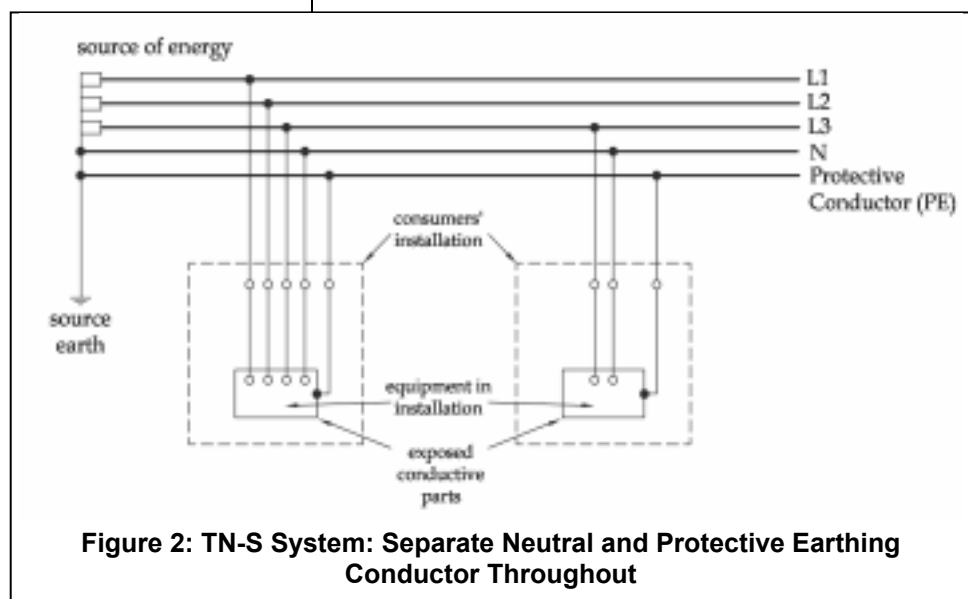 source of energy
L1
L2
L3
N
Protective
Conductor (PE)
consumers'
installation
source
earth
equipment in
installation
exposed
conductive
parts
Figure 2: TN-S System: Separate Neutral and Protective Earthing
Conductor Throughout